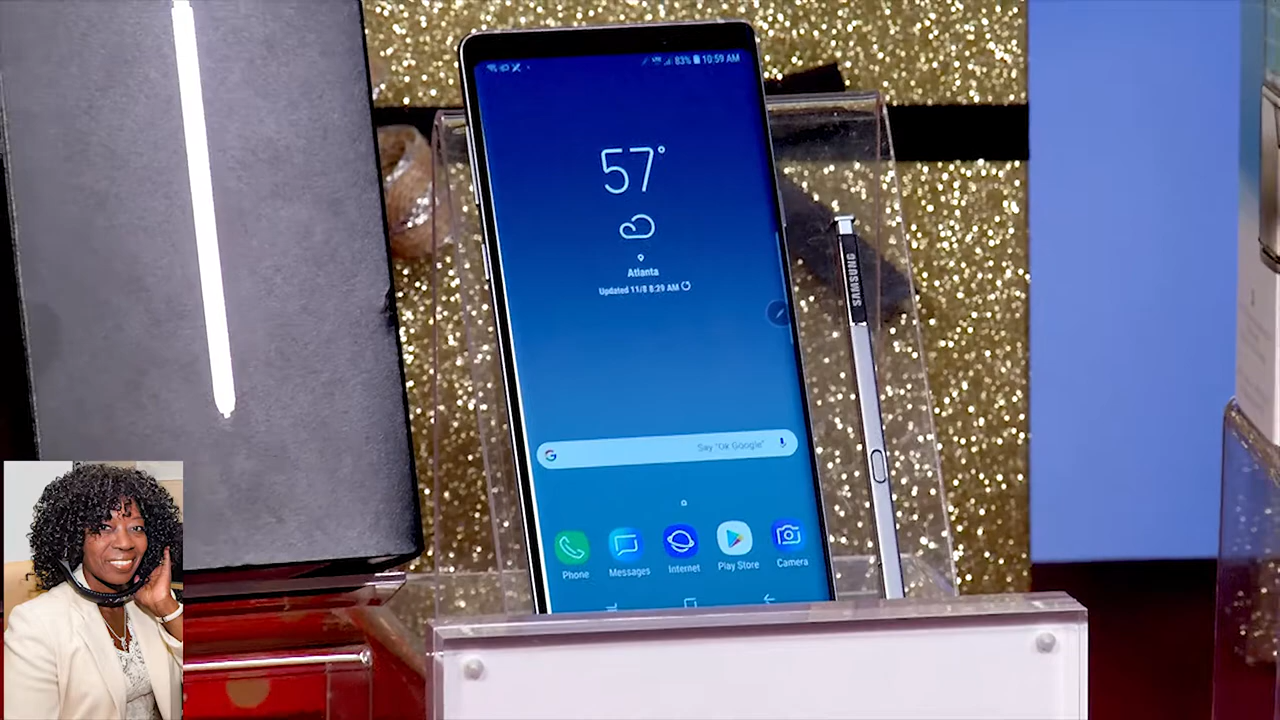 83% 10:59 AM
57°
Atlanta
Updated 11/8 8:29 AM
SAMSUNG
G Say "Ok Google"
Phone
Messages
Internet
Play Store
Camera